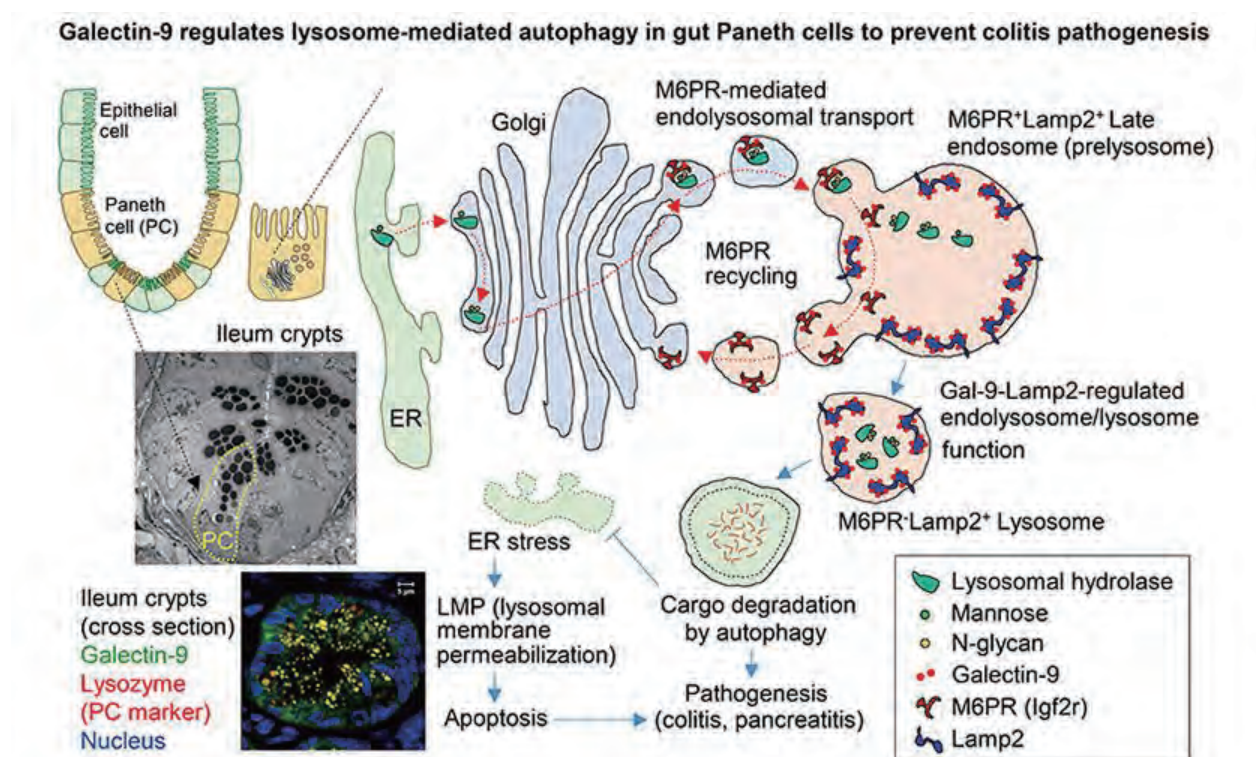 Galectin-9 regulates lysosome-mediated autophagy in gut Paneth cells to prevent colitis pathogenesis
Epithelial
cell
Paneth
cell (PC)
Ileum crypts
PC
ER
Golgi
M6PR-mediated
endolysosomal transport
M6PR⁺Lamp2⁺ Late
endosome (prelysosome)
M6PR
recycling
Gal-9-Lamp2-regulated
endolysosome/lysosome
function
M6PR⁻Lamp2⁺ Lysosome
ER stress
LMP (lysosomal
membrane
permeabilization)
Apoptosis
Cargo degradation
by autophagy
Pathogenesis
(colitis, pancreatitis)
Ileum crypts
(cross section)
Galectin-9
Lysozyme
(PC marker)
Nucleus
5 μm
Lysosomal hydrolase
Mannose
N-glycan
Galectin-9
M6PR (Igf2r)
Lamp2